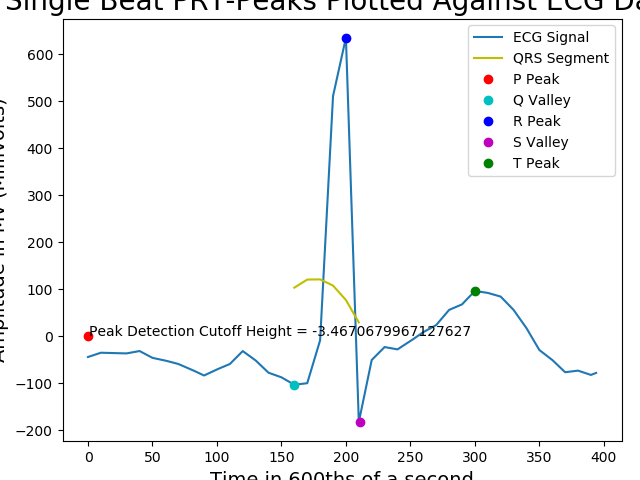 Single Beat PRT-Peaks Plotted Against ECG Da
Amplitude in MV (Millivolts)
600
500
400
300
200
100
0
−100
−200
ECG Signal
QRS Segment
P Peak
Q Valley
R Peak
S Valley
T Peak
Peak Detection Cutoff Height = -3.4670679967127627
0 50 100 150 200 250 300 350 400
Time in 600ths of a second